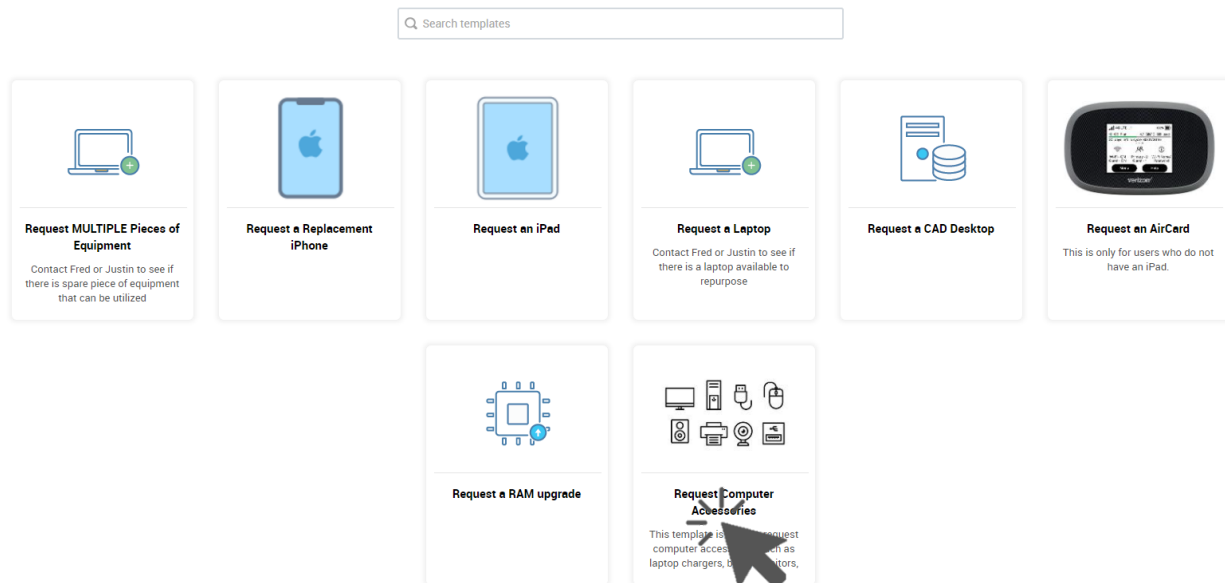 Search templates
Request MULTIPLE Pieces of
Equipment
Contact Fred or Justin to see if
there is spare piece of equipment
that can be utilized
Request a Replacement
iPhone
Request an iPad
Request a Laptop
Contact Fred or Justin to see if
there is a laptop available to
repurpose
Request a CAD Desktop
verizon
Request an AirCard
This is only for users who do not
have an iPad.
Request a RAM upgrade
Request Computer
Accessories
This template is request
computer as
laptop chargers,